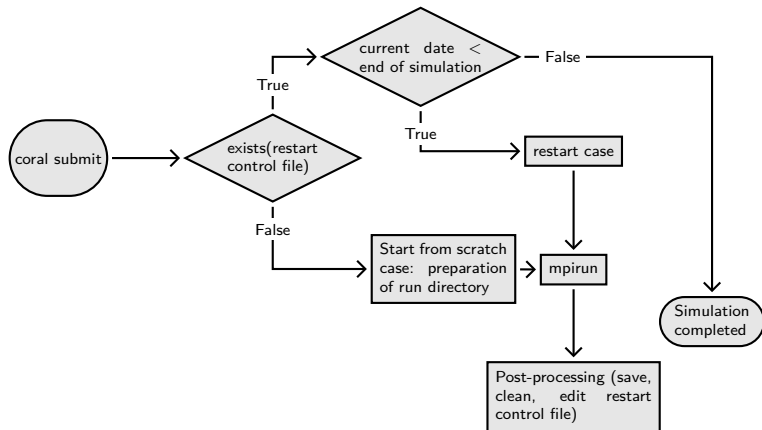 current date <
end of simulation
False
True
coral submit
exists(restart
control file)
True
restart case
False
Start from scratch
case: preparation
of run directory
mpirun
Simulation
completed
Post-processing (save,
clean, edit restart
control file)